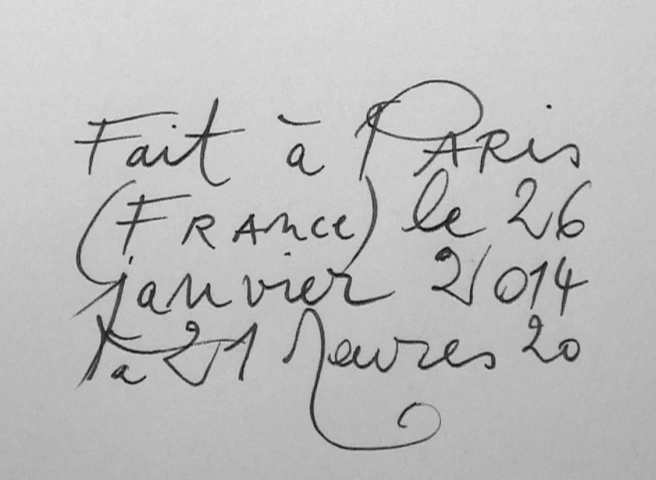 Fait à PARis
(FRANce) le 26
janvier 2014
à 21 heures 20